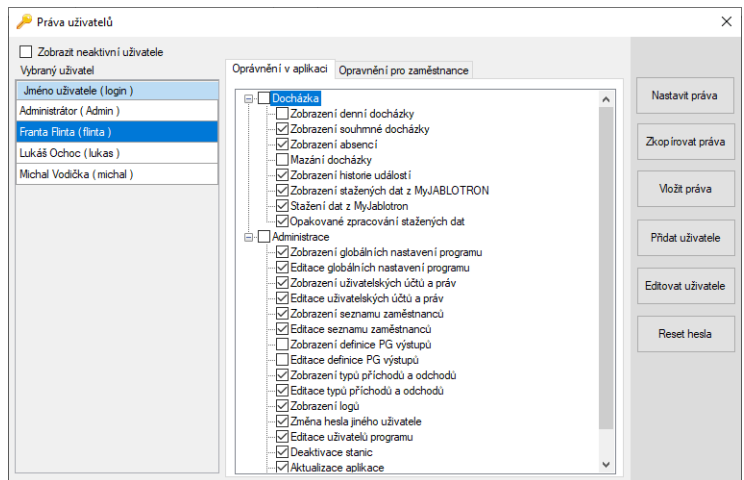 Práva uživatelů
Zobrazit neaktivní uživatele
Vybraný uživatel
Jméno uživatele ( login )
Administrátor ( Admin )
Franta Flinta ( flinta )
Lukáš Ochoc ( lukas )
Michal Vodička ( michal )
Oprávnění v aplikaci
Opravnění pro zaměstnance
Docházka
Zobrazení denní docházky
Zobrazení souhrnné docházky
Zobrazení absencí
Mazání docházky
Zobrazení historie událostí
Zobrazení stažených dat z MyJABLOTRON
Stažení dat z MyJablotron
Opakované zpracování stažených dat
Administrace
Zobrazení globálních nastavení programu
Editace globálních nastavení programu
Zobrazení uživatelských účtů a práv
Editace uživatelských účtů a práv
Zobrazení seznamu zaměstnanců
Editace seznamu zaměstnanců
Zobrazení definice PG výstupů
Editace definice PG výstupů
Zobrazení typů příchodů a odchodů
Editace typů příchodů a odchodů
Zobrazení logů
Změna hesla jiného uživatele
Editace uživatelů programu
Deaktivace stanic
Aktualizace aplikace
Nastavit práva
Zkopírovat práva
Vložit práva
Přidat uživatele
Editovat uživatele
Reset hesla